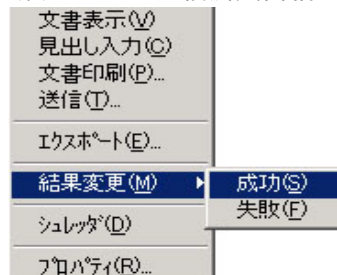 文書表示(V)
見出し入力(C)
文書印刷(P)...
送信(T)...
ｴｸｽﾎﾟｰﾄ(E)...
結果変更(M)
成功(S)
失敗(F)
ｼｭﾚｯﾀﾞ(D)
ﾌﾟﾛﾊﾟﾃｨ(R)...